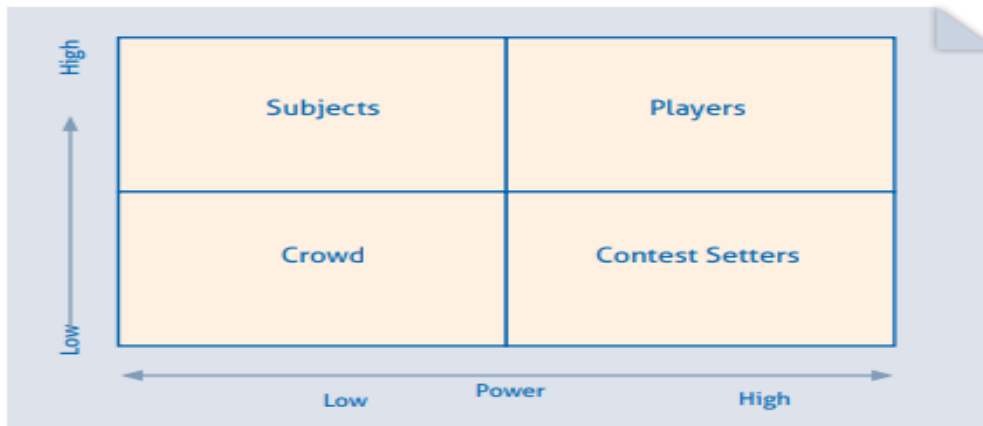 High
Subjects
Players
Crowd
Contest Setters
Low
Power
Low
High